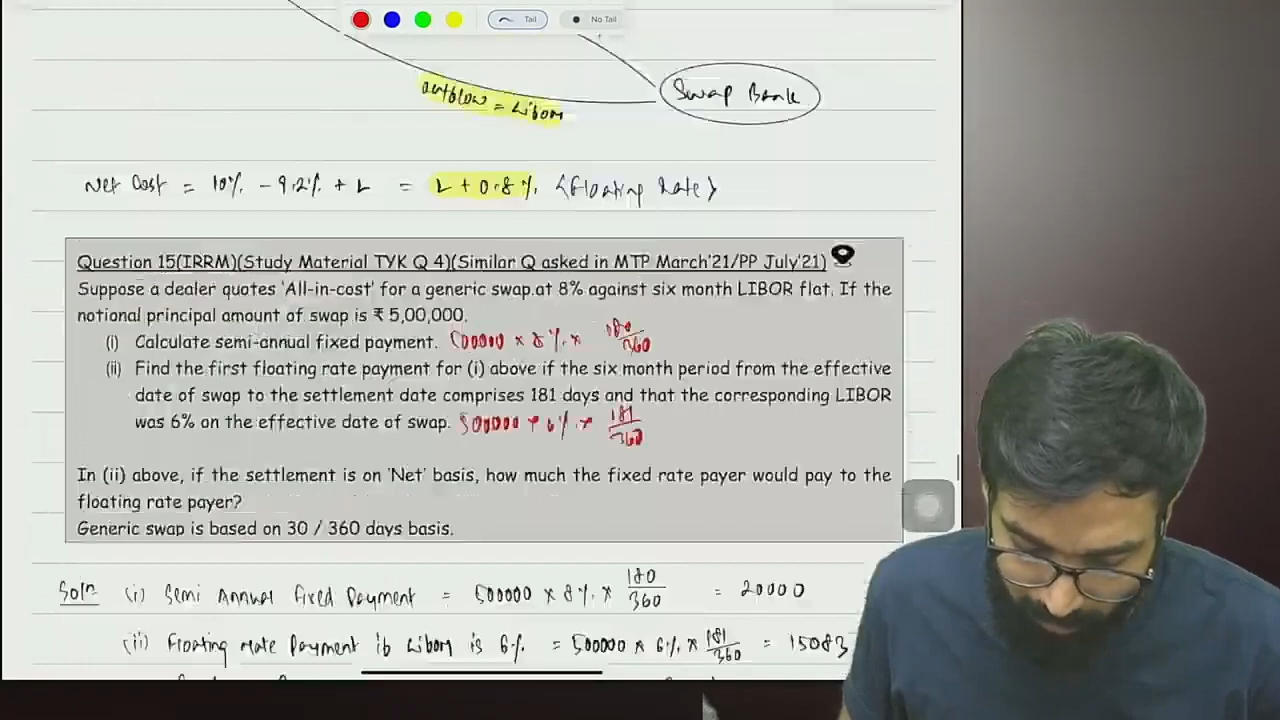 Tail No Tail
outflow = Libor
Swap Bank
Net Cost = 10% - 9.2% + L = L + 0.8% (Floating Rate)
Question 15(IRRM)(Study Material TYK Q 4)(Similar Q asked in MTP March'21/PP July'21)
Suppose a dealer quotes 'All-in-cost' for a generic swap at 8% against six month LIBOR flat. If the
notional principal amount of swap is ₹ 5,00,000.
(i) Calculate semi-annual fixed payment. 500000 × 8% × 180/360
(ii) Find the first floating rate payment for (i) above if the six month period from the effective
date of swap to the settlement date comprises 181 days and that the corresponding LIBOR
was 6% on the effective date of swap. 500000 × 6% × 181/360
In (ii) above, if the settlement is on 'Net' basis, how much the fixed rate payer would pay to the
floating rate payer?
Generic swap is based on 30 / 360 days basis.
Soln (i) Semi Annual Fixed Payment = 500000 × 8% × 180/360 = 20000
(ii) Floating Rate Payment if Libor is 6% = 500000 × 6% × 181/360 = 15083